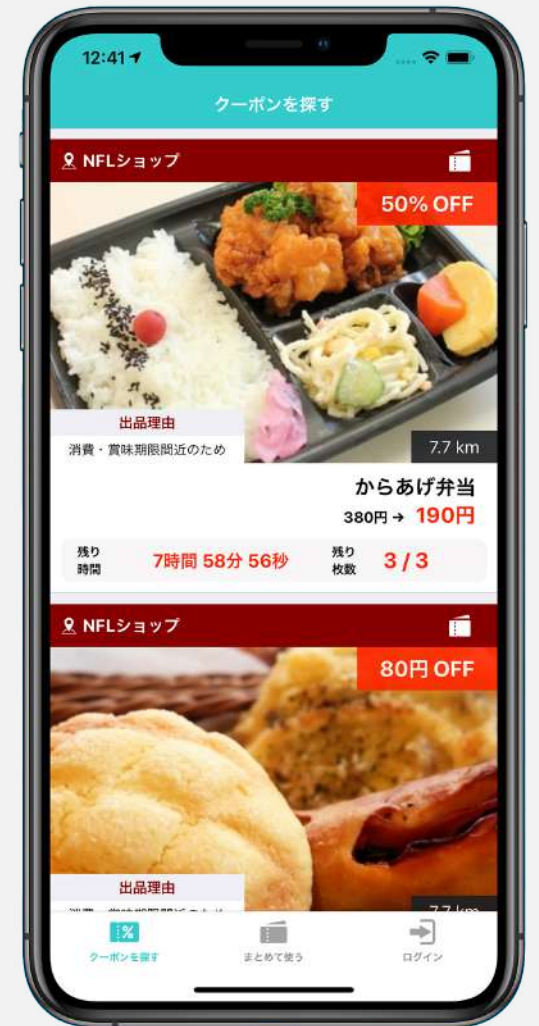 12:41
クーポンを探す
NFLショップ
50% OFF
出品理由
消費・賞味期限間近のため
7.7 km
からあげ弁当
380円 → 190円
残り時間
7時間 58分 56秒
残り枚数
3 / 3
NFLショップ
80円 OFF
出品理由
7.7 km
%
クーポンを探す
まとめて使う
ログイン